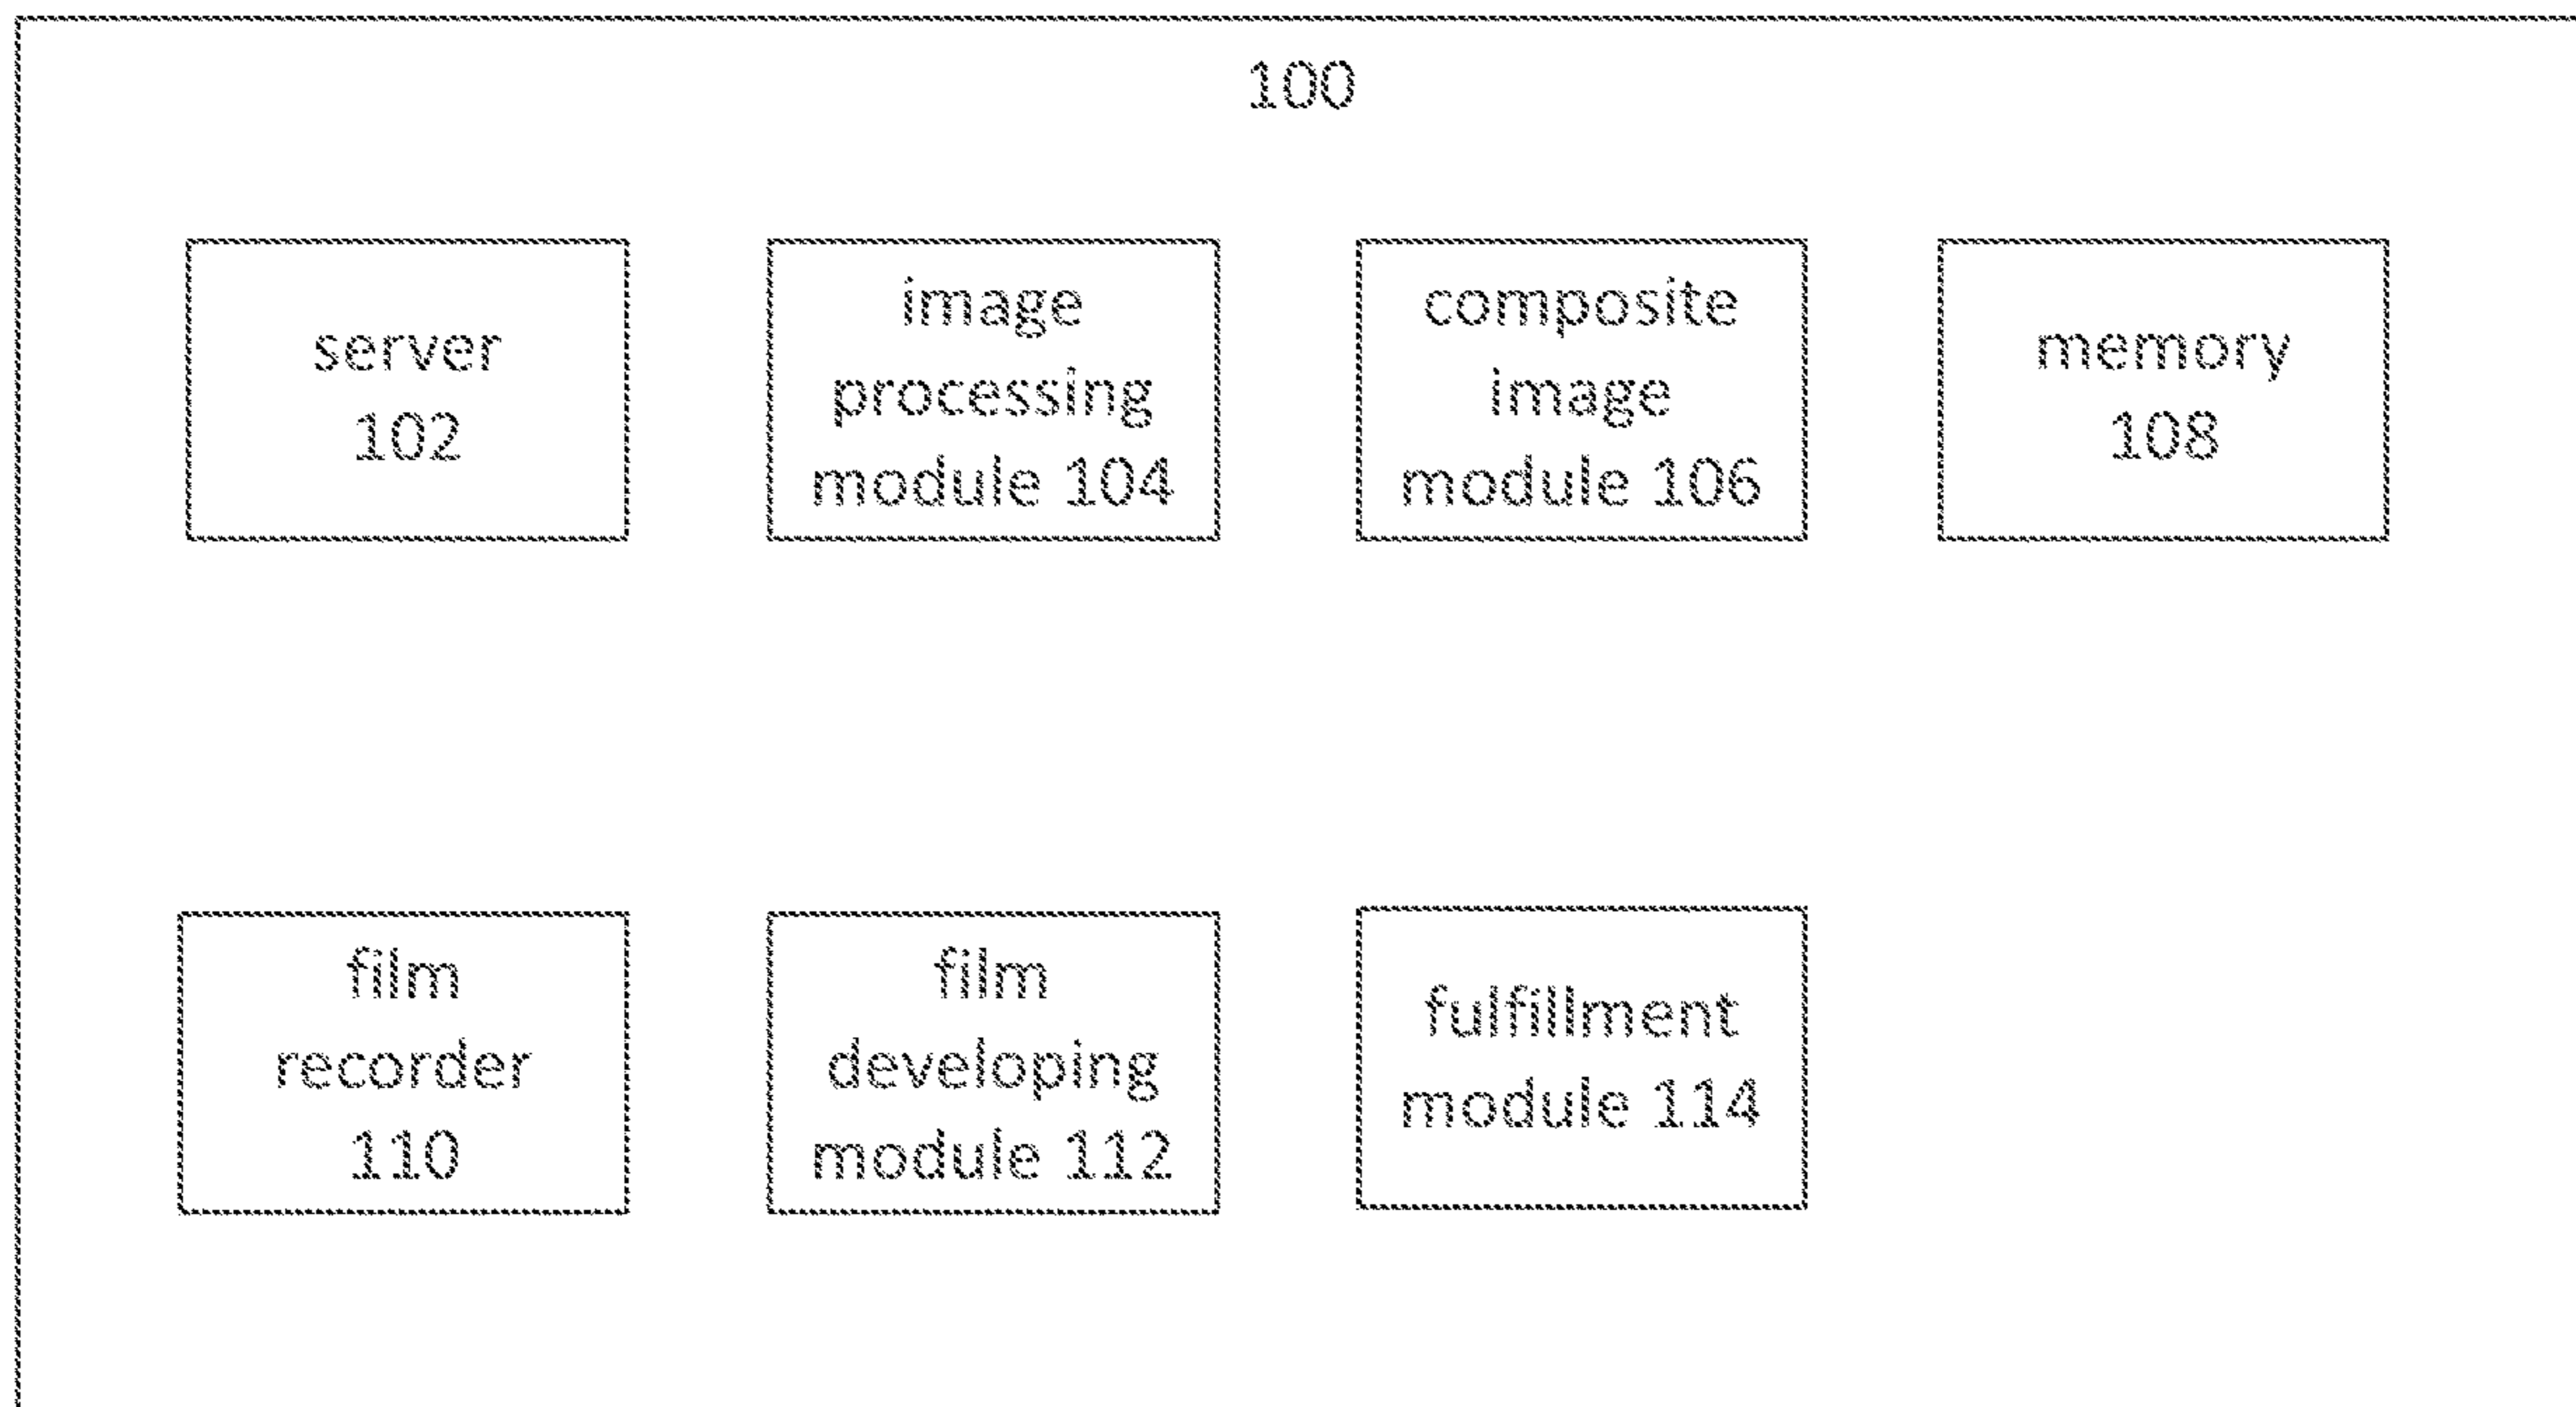 100
server
102
image
processing
module 104
composite
image
module 106
memory
108
film
recorder
110
film
developing
module 112
fulfillment
module 114